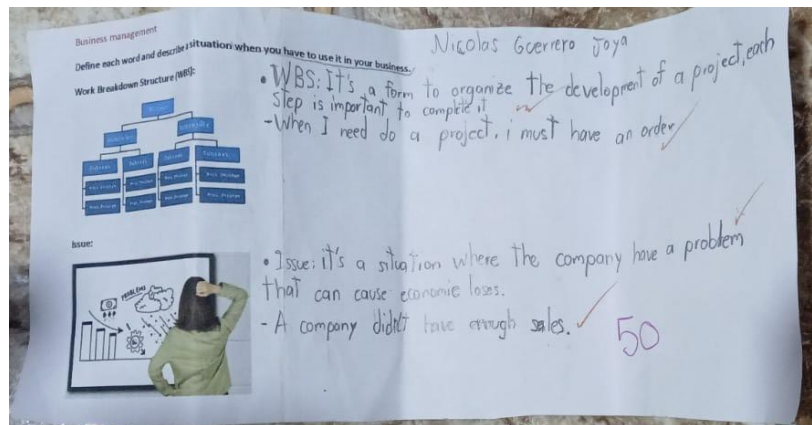 Business management
Nicolas Guerrero Joya
Define each word and describe a situation when you have to use it in your business.
Work Breakdown Structure (WBS):
• WBS: It's a form to organize the development of a project, each
step is important to complete it
- When I need do a project, i must have an order
Issue:
PROBLEMS
• Issue: it's a situation where the company have a problem
that can cause economic loses.
- A company didn't have enough sales.
50